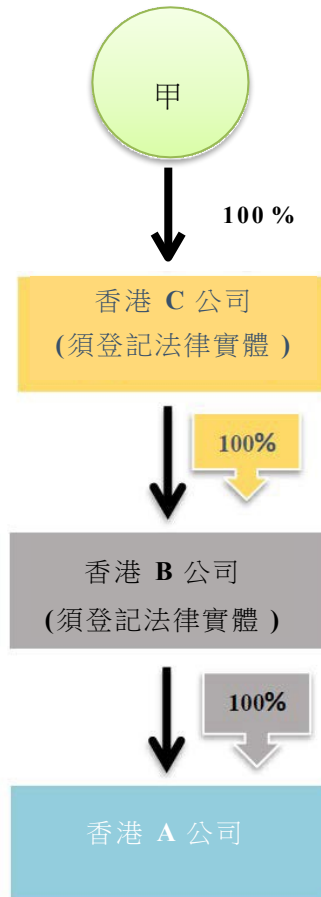 甲
100 %
香港 C 公司
(須登記法律實體 )
100%
香港 B 公司
(須登記法律實體 )
100%
香港 A 公司